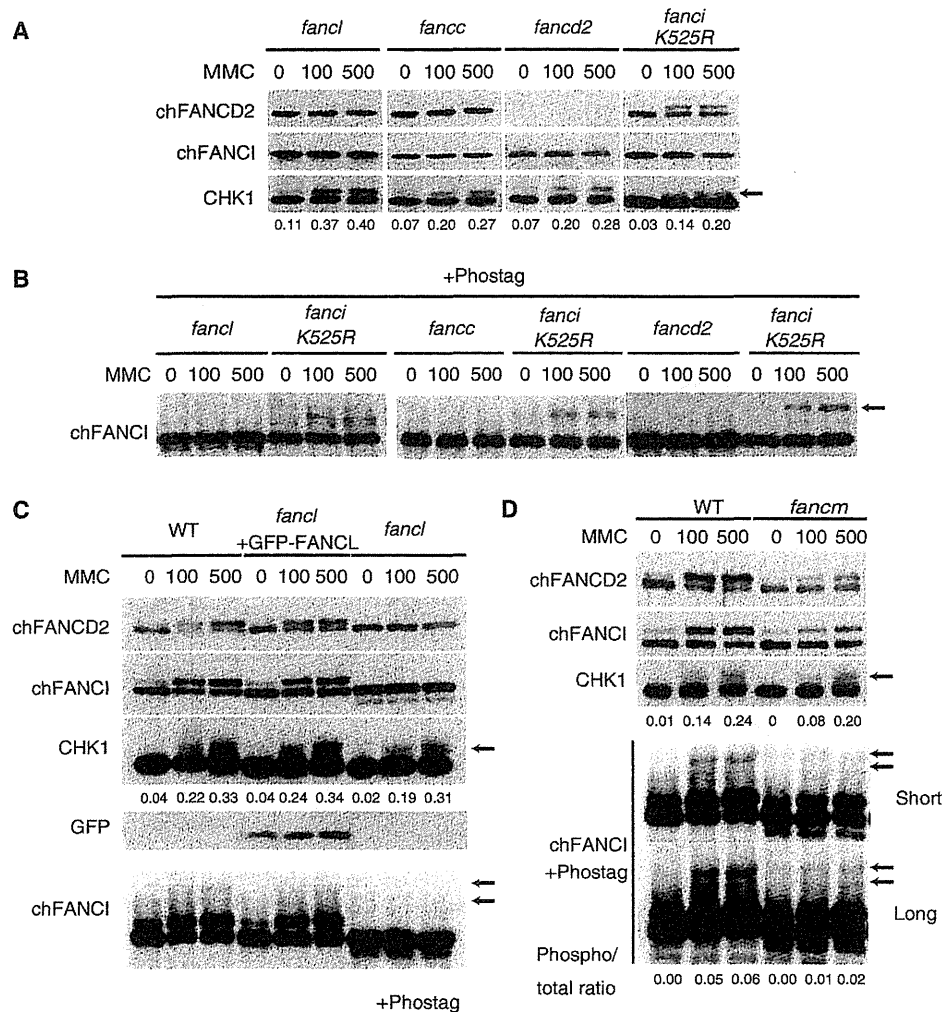 A
fancl fancc fancd2 fanci K525R
MMC 0 100 500 0 100 500 0 100 500 0 100 500
chFANCD2
chFANCI
CHK1
0.11 0.37 0.40 0.07 0.20 0.27 0.07 0.20 0.28 0.03 0.14 0.20
B
+Phostag
fancl fanci K525R fancc fanci K525R fancd2 fanci K525R
MMC 0 100 500 0 100 500 0 100 500 0 100 500 0 100 500 0 100 500
chFANCI
C
WT fancl +GFP-FANCL fancl
MMC 0 100 500 0 100 500 0 100 500
chFANCD2
chFANCI
CHK1
0.04 0.22 0.33 0.04 0.24 0.34 0.02 0.19 0.31
GFP
chFANCI
+Phostag
D
WT fancm
MMC 0 100 500 0 100 500
chFANCD2
chFANCI
CHK1
0.01 0.14 0.24 0 0.08 0.20
Short
chFANCI
+Phostag
Long
Phospho/
total ratio
0.00 0.05 0.06 0.00 0.01 0.02